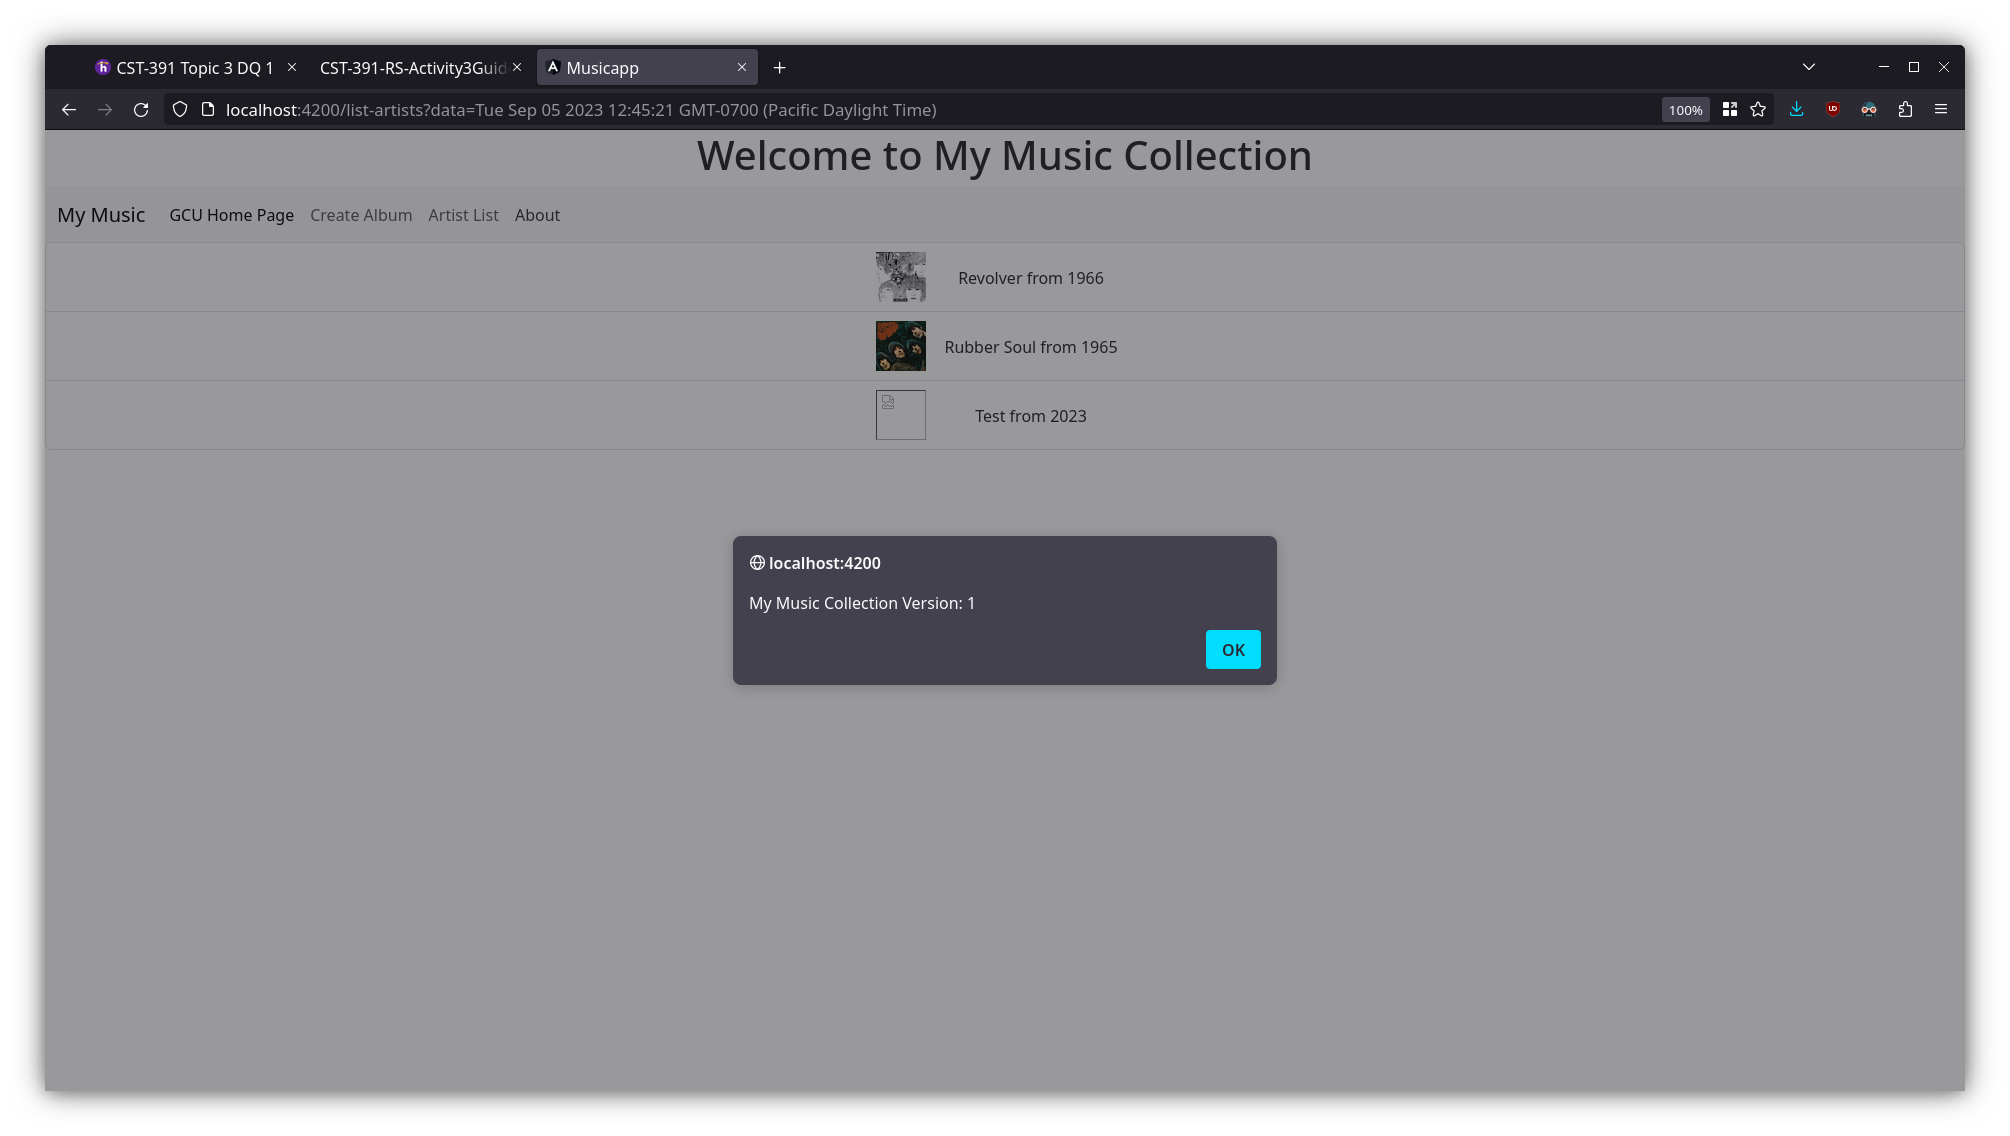 CST-391 Topic 3 DQ 1
CST-391-RS-Activity3Guid
Musicapp
localhost:4200/list-artists?data=Tue Sep 05 2023 12:45:21 GMT-0700 (Pacific Daylight Time)
100%
Welcome to My Music Collection
My Music GCU Home Page Create Album Artist List About
Revolver from 1966
Rubber Soul from 1965
Test from 2023
localhost:4200
My Music Collection Version: 1
OK